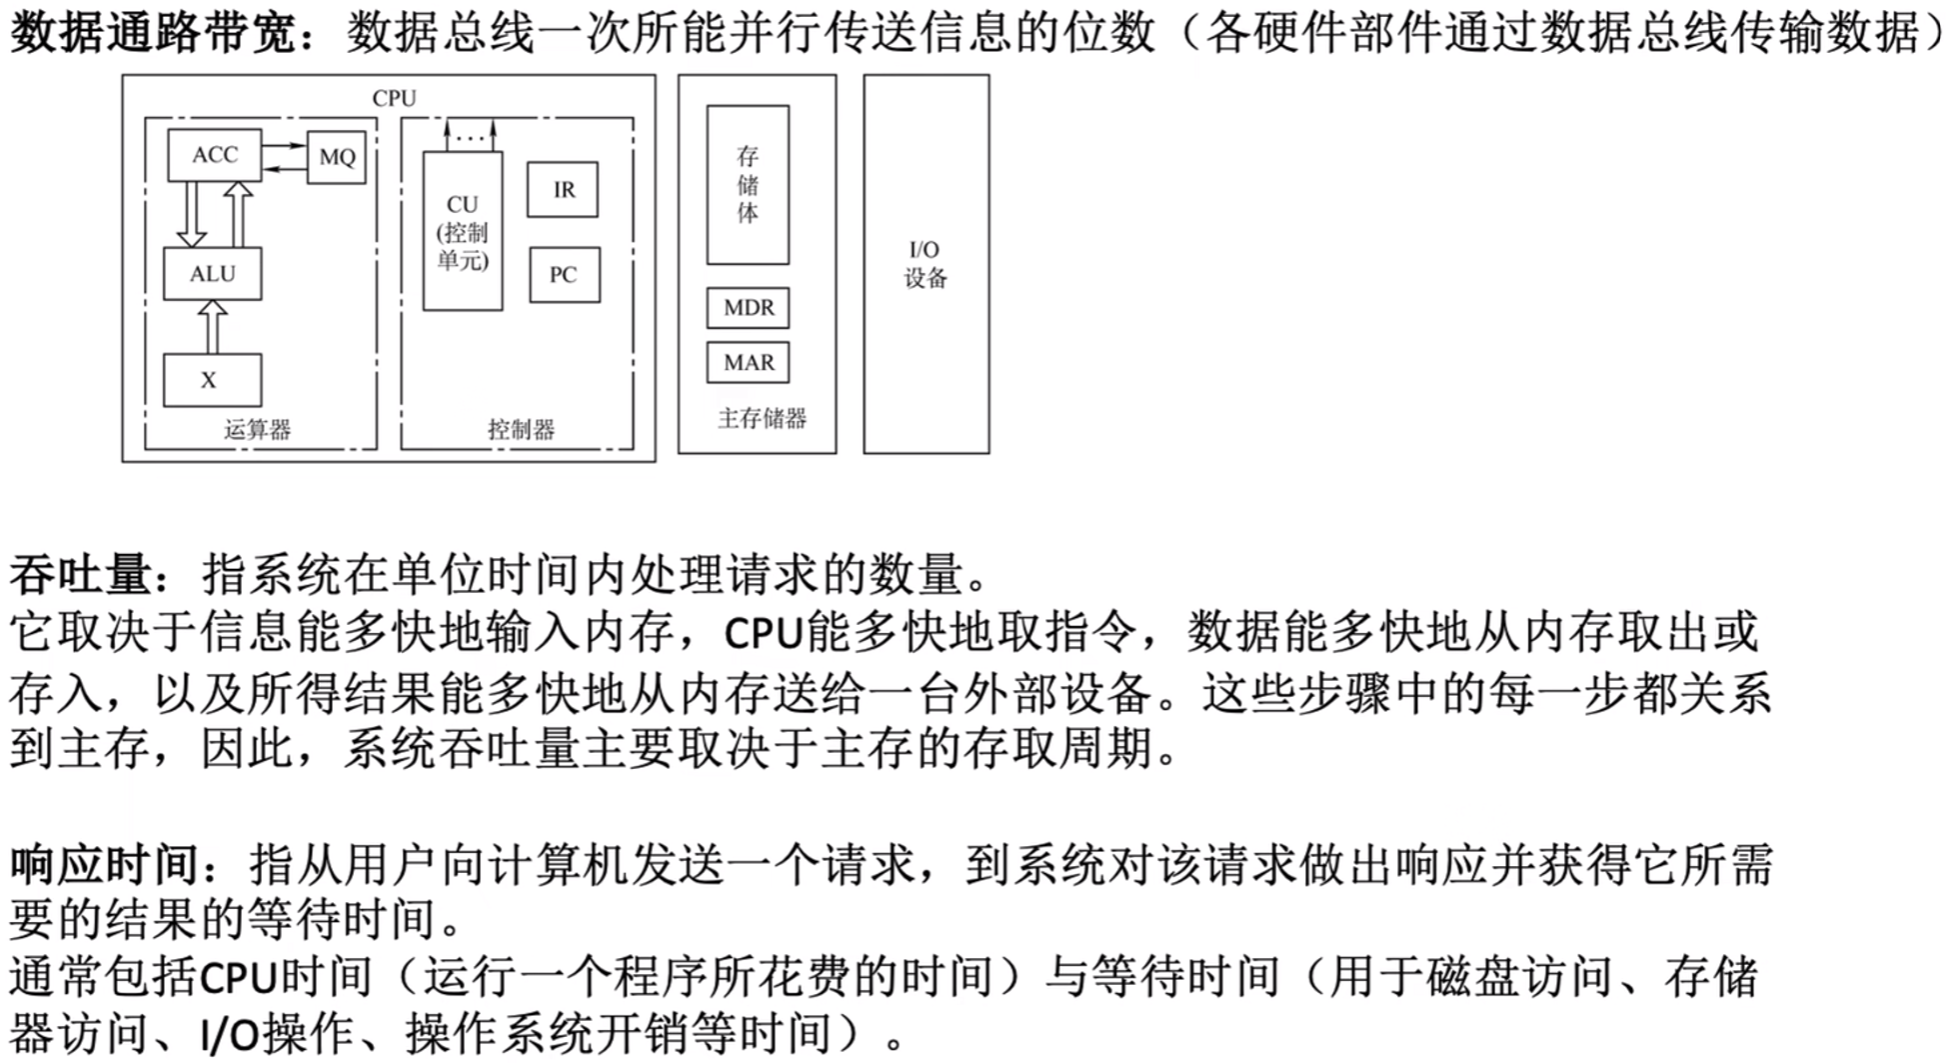 数据通路带宽：数据总线一次所能并行传送信息的位数（各硬件部件通过数据总线传输数据）
CPU
ACC
MQ
ALU
X
运算器
...
CU
(控制
单元)
IR
PC
控制器
存
储
体
MDR
MAR
主存储器
I/O
设备
吞吐量：指系统在单位时间内处理请求的数量。
它取决于信息能多快地输入内存，CPU能多快地取指令，数据能多快地从内存取出或
存入，以及所得结果能多快地从内存送给一台外部设备。这些步骤中的每一步都关系
到主存，因此，系统吞吐量主要取决于主存的存取周期。
响应时间：指从用户向计算机发送一个请求，到系统对该请求做出响应并获得它所需
要的结果的等待时间。
通常包括CPU时间（运行一个程序所花费的时间）与等待时间（用于磁盘访问、存储
器访问、I/O操作、操作系统开销等时间）。